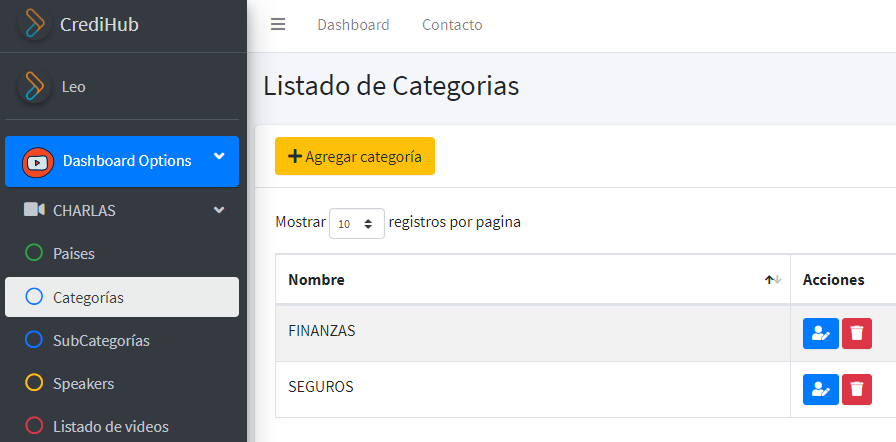 CrediHub
Dashboard Contacto
Leo
Listado de Categorias
Dashboard Options
Agregar categoría
CHARLAS
Mostrar 10 registros por pagina
Paises
Nombre Acciones
Categorías
FINANZAS
SubCategorías
Speakers
SEGUROS
Listado de videos